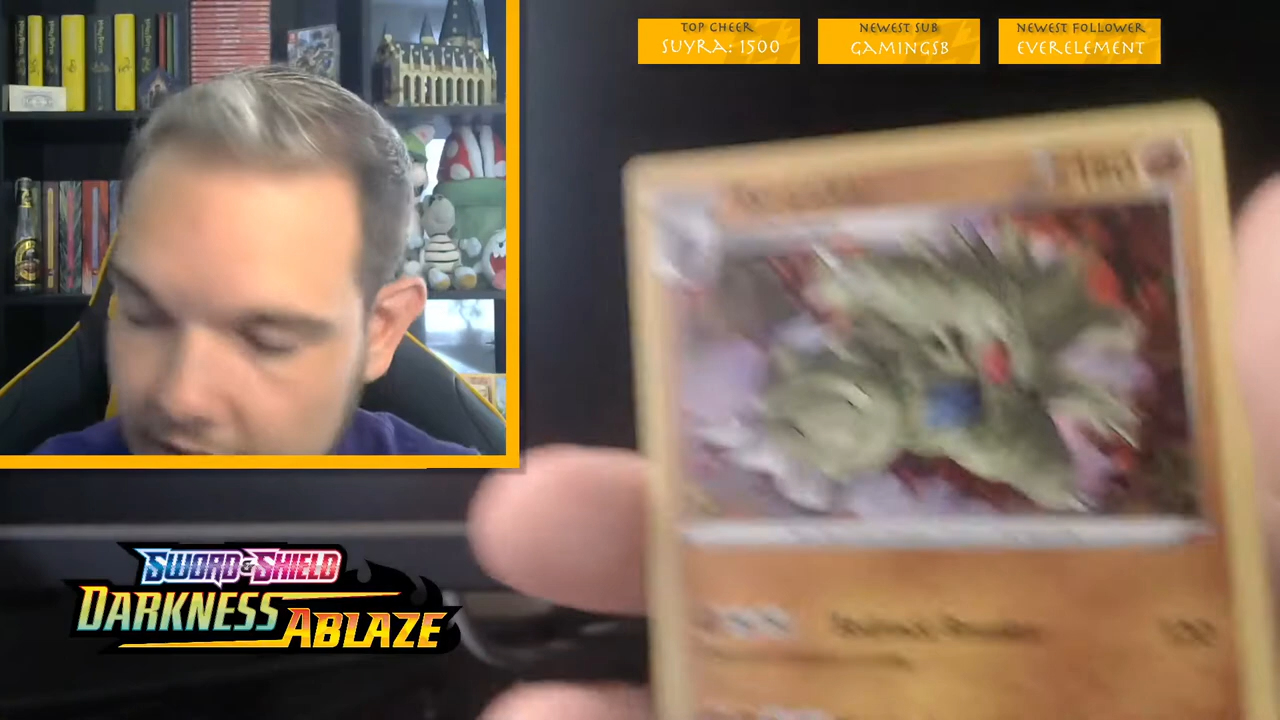 TOP CHEER
SUYRA: 1500
NEWEST SUB
GAMINGSB
NEWEST FOLLOWER
EVERELEMENT
SWORD & SHIELD
DARKNESS
ABLAZE